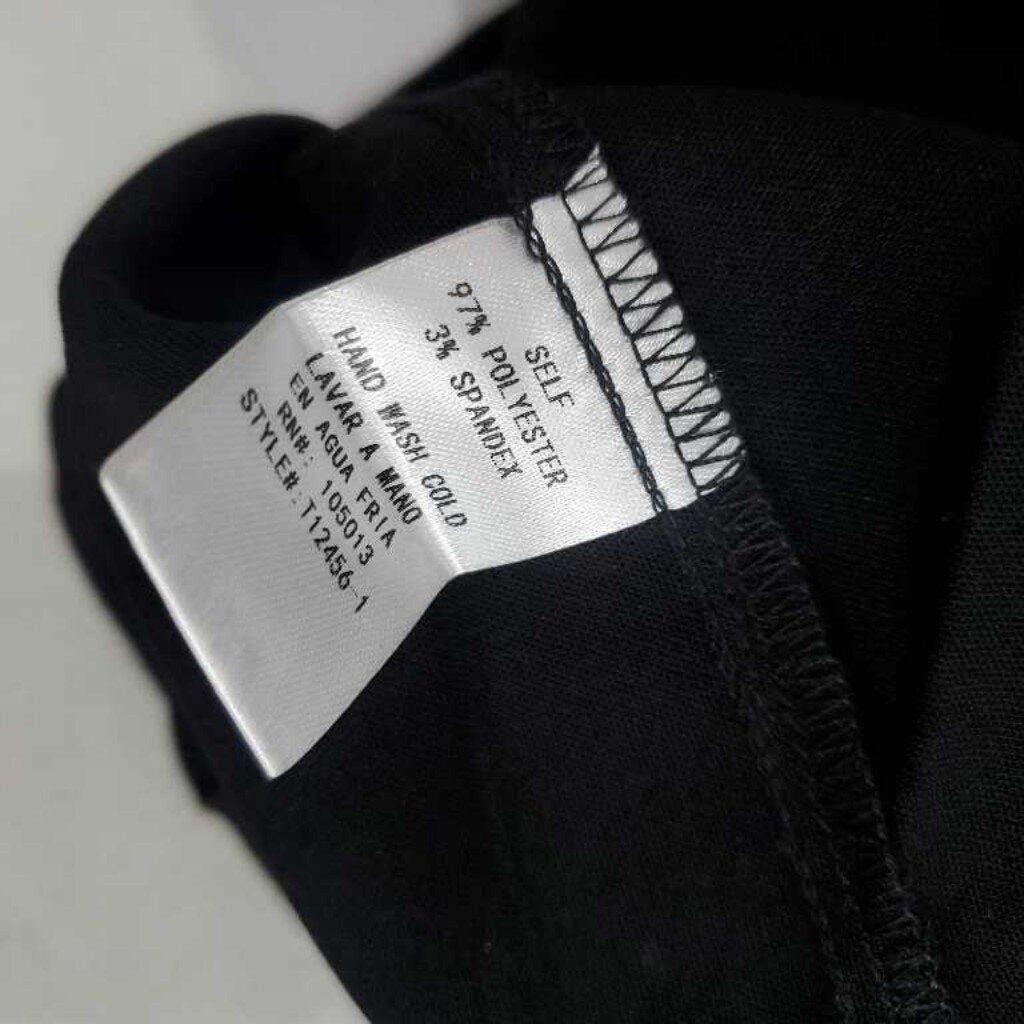 SELF
97% POLYESTER
3% SPANDEX
HAND WASH COLD
LAVAR A MANO
EN AGUA FRIA
RN#: 105013
STYLE#:T12456-1